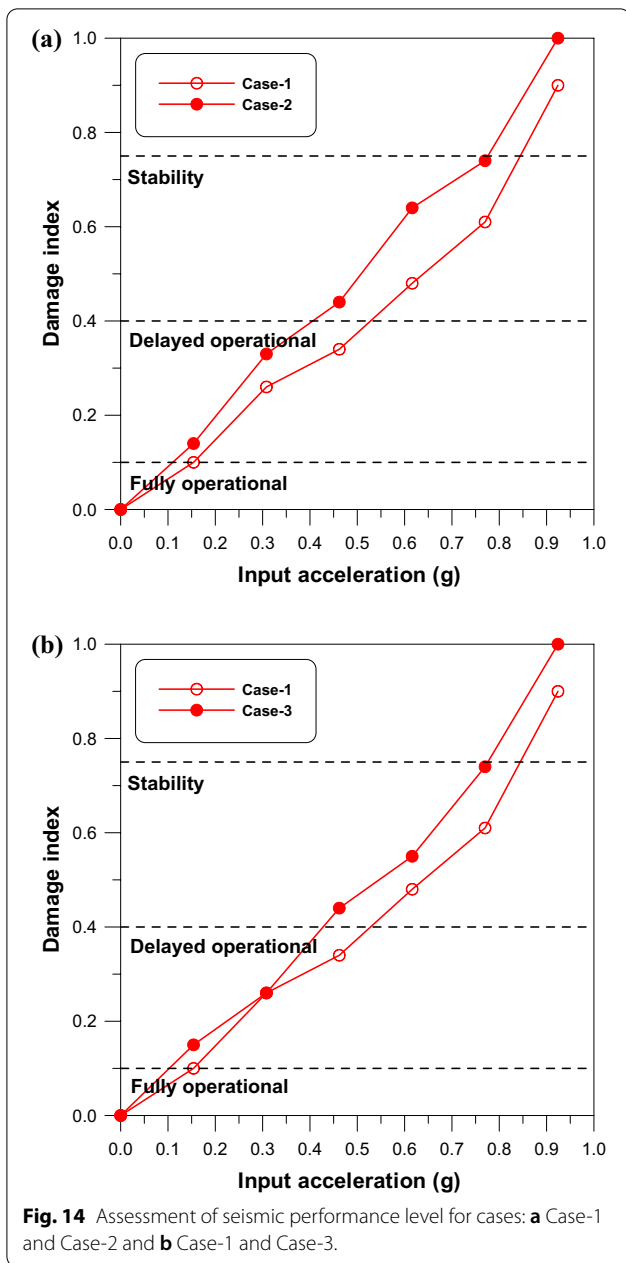 (a)
Case-1
Case-2
Stability
Delayed operational
Fully operational
Damage index
1.0
0.8
0.6
0.4
0.2
0.0
0.0 0.1 0.2 0.3 0.4 0.5 0.6 0.7 0.8 0.9 1.0
Input acceleration (g)
(b)
Case-1
Case-3
Stability
Delayed operational
Fully operational
Damage index
1.0
0.8
0.6
0.4
0.2
0.0
0.0 0.1 0.2 0.3 0.4 0.5 0.6 0.7 0.8 0.9 1.0
Input acceleration (g)
Fig. 14 Assessment of seismic performance level for cases: a Case-1
and Case-2 and b Case-1 and Case-3.